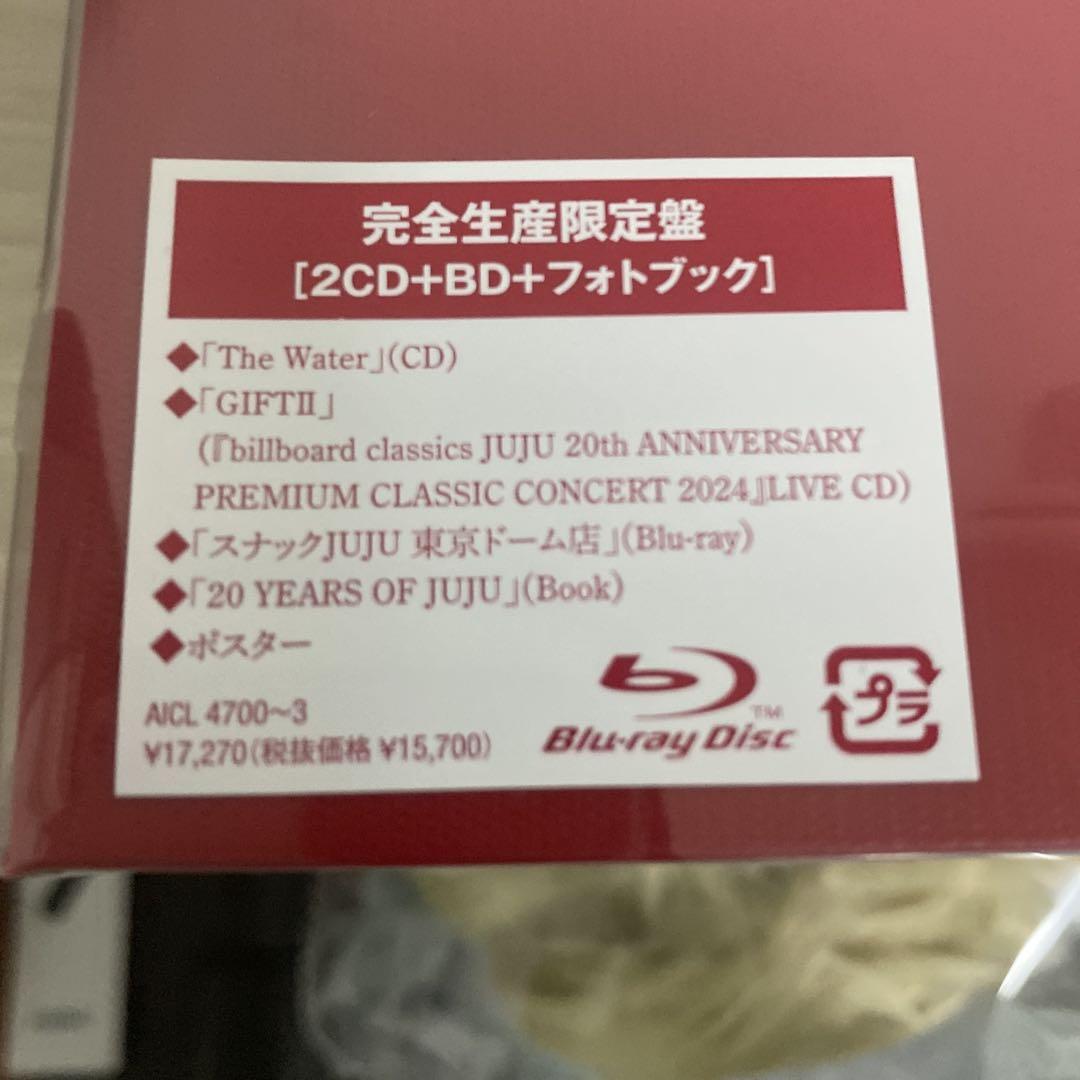 完全生産限定盤
[2CD+BD+フォトブック]
◆「The Water」(CD)
◆「GIFTⅡ」
(『billboard classics JUJU 20th ANNIVERSARY
PREMIUM CLASSIC CONCERT 2024』LIVE CD)
◆「スナックJUJU 東京ドーム店」(Blu-ray)
◆「20 YEARS OF JUJU」(Book)
◆ポスター
AICL 4700~3
¥17,270(税抜価格 ¥15,700)
Blu-ray Disc
TM
プラ